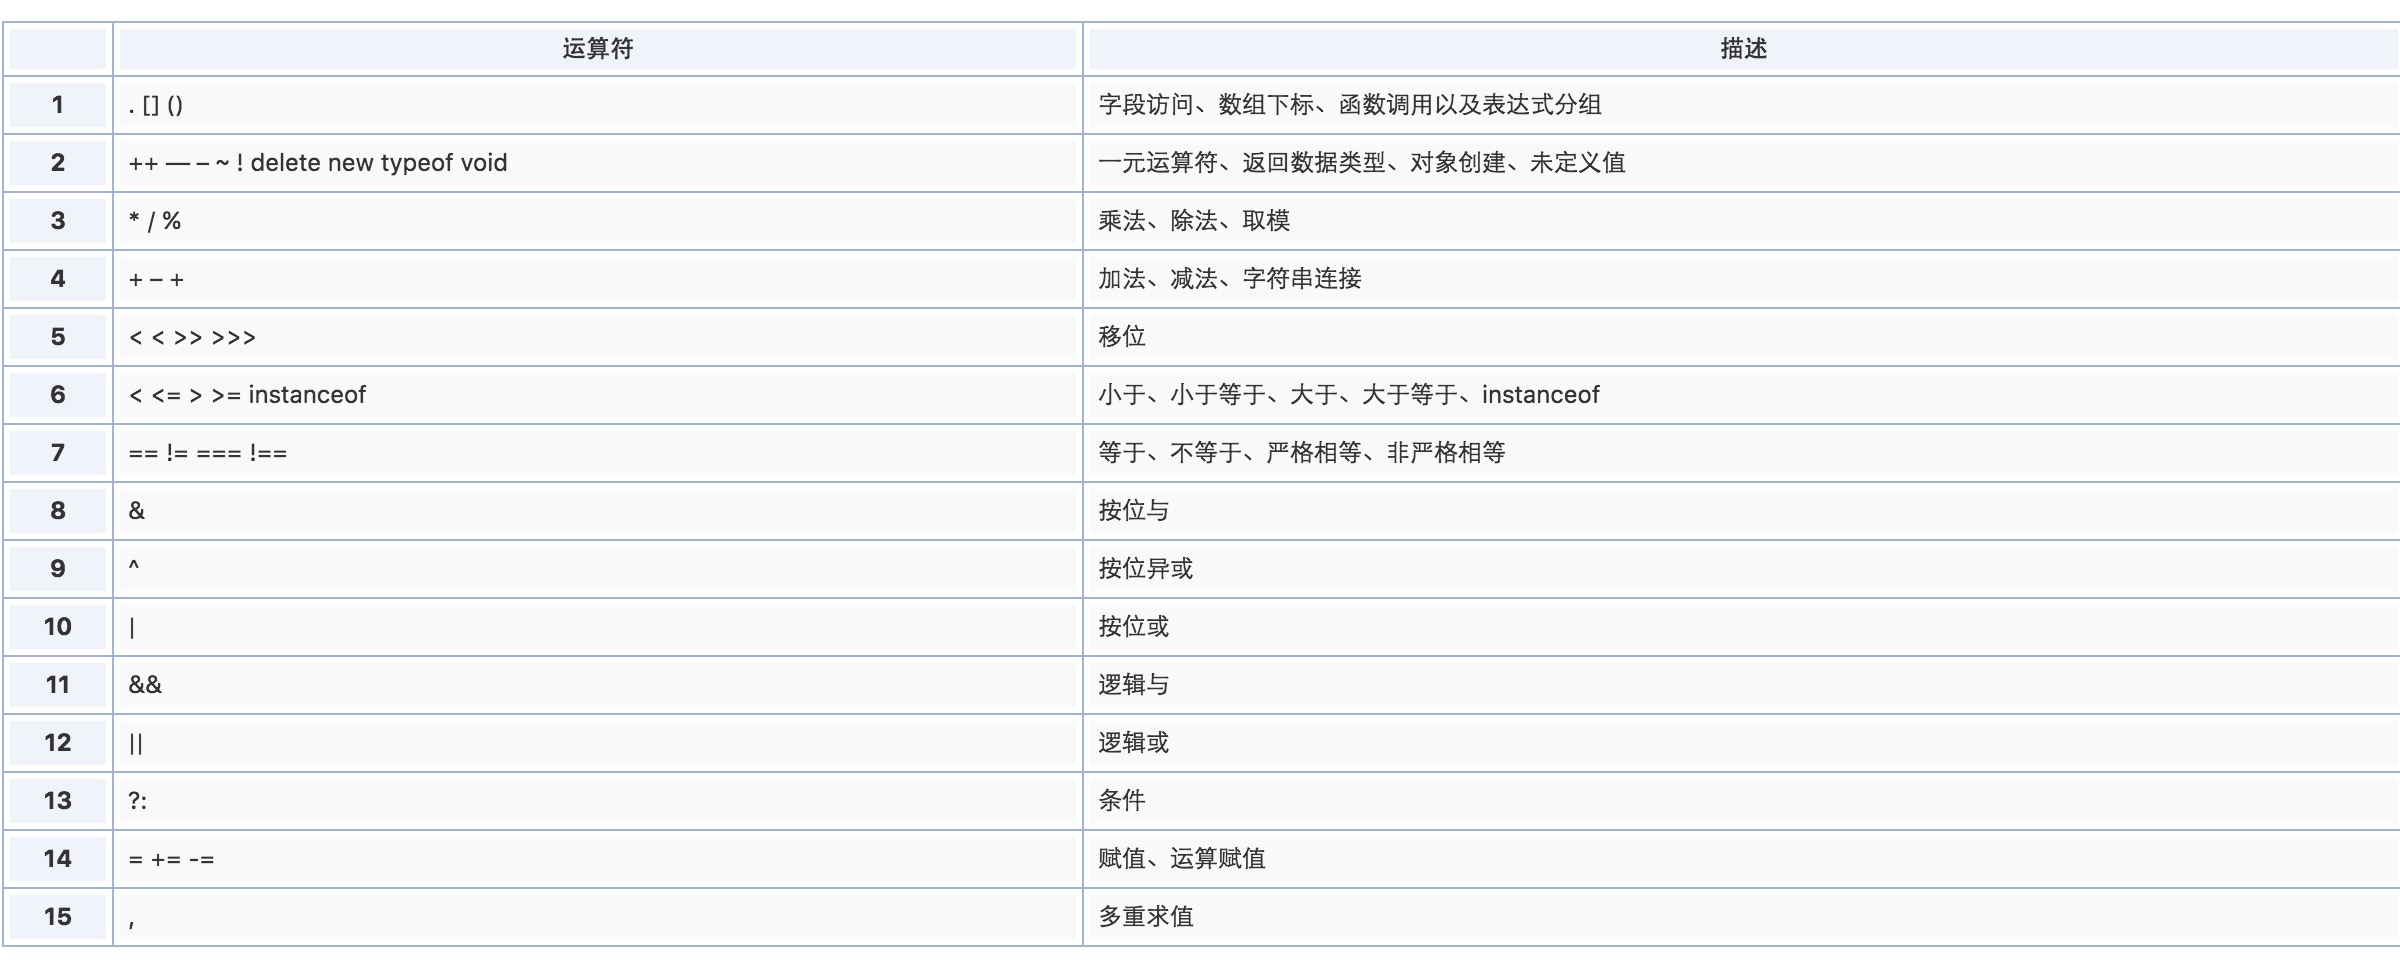 运算符 描述
1 . [] () 字段访问、数组下标、函数调用以及表达式分组
2 ++ — – ~ ! delete new typeof void 一元运算符、返回数据类型、对象创建、未定义值
3 * / % 乘法、除法、取模
4 + – + 加法、减法、字符串连接
5 < < >> >>> 移位
6 < <= > >= instanceof 小于、小于等于、大于、大于等于、instanceof
7 == != === !== 等于、不等于、严格相等、非严格相等
8 & 按位与
9 ^ 按位异或
10 | 按位或
11 && 逻辑与
12 || 逻辑或
13 ?: 条件
14 = += -= 赋值、运算赋值
15 , 多重求值